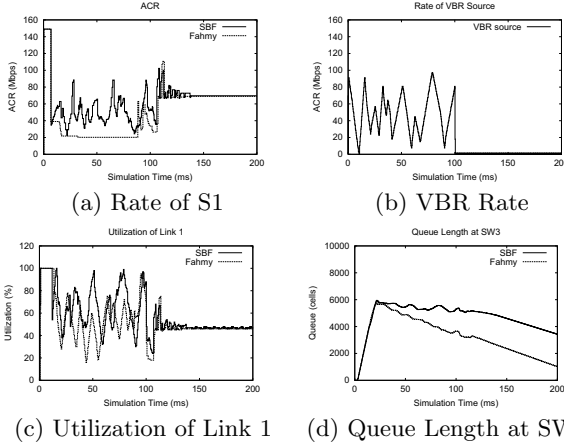 ACR
SBF
Fahmy
ACR (Mbps)
160
140
120
100
80
60
40
20
0
0 50 100 150 200
Simulation Time (ms)
(a) Rate of S1
Rate of VBR Source
VBR source
ACR (Mbps)
160
140
120
100
80
60
40
20
0
0 50 100 150 200
Simulation Time (ms)
(b) VBR Rate
Utilization of Link 1
SBF
Fahmy
Utilization (%)
120
100
80
60
40
20
0
0 50 100 150 200
Simulation Time (ms)
(c) Utilization of Link 1
Queue Length at SW3
SBF
Fahmy
Queue (cells)
10000
8000
6000
4000
2000
0
0 50 100 150 200
Simulation Time (ms)
(d) Queue Length at SW